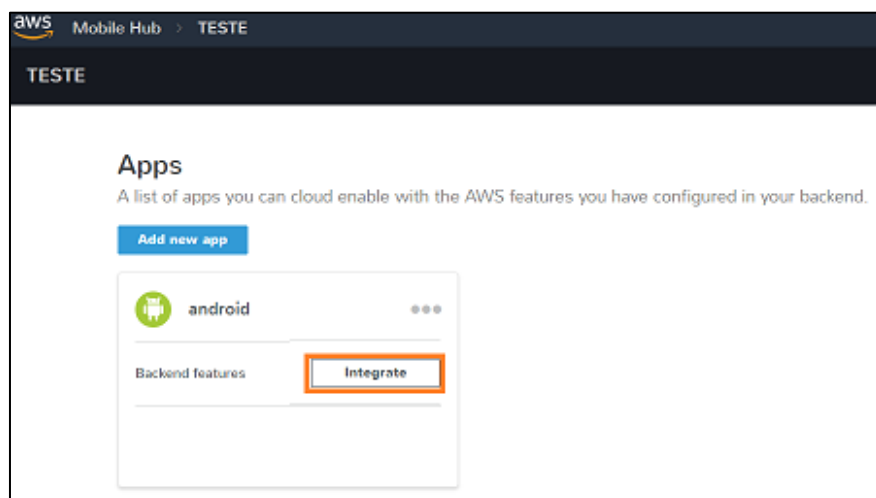 aws Mobile Hub > TESTE
TESTE
Apps
A list of apps you can cloud enable with the AWS features you have configured in your backend.
Add new app
android
Backend features Integrate